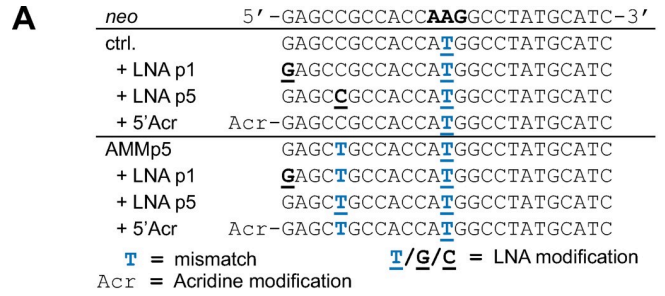 A
neo 5’-GAGCCGCCACCAAGGCCTATGCATC-3’
ctrl. GAGCCGCCACCATGGCCTATGCATC
+ LNA p1 GAGCCGCCACCATGGCCTATGCATC
+ LNA p5 GAGCCGCCACCATGGCCTATGCATC
+ 5’Acr Acr-GAGCCGCCACCATGGCCTATGCATC
AMMp5 GAGCTGCCACCATGGCCTATGCATC
+ LNA p1 GAGCTGCCACCATGGCCTATGCATC
+ LNA p5 GAGCTGCCACCATGGCCTATGCATC
+ 5’Acr Acr-GAGCTGCCACCATGGCCTATGCATC
T = mismatch T/G/C = LNA modification
Acr = Acridine modification